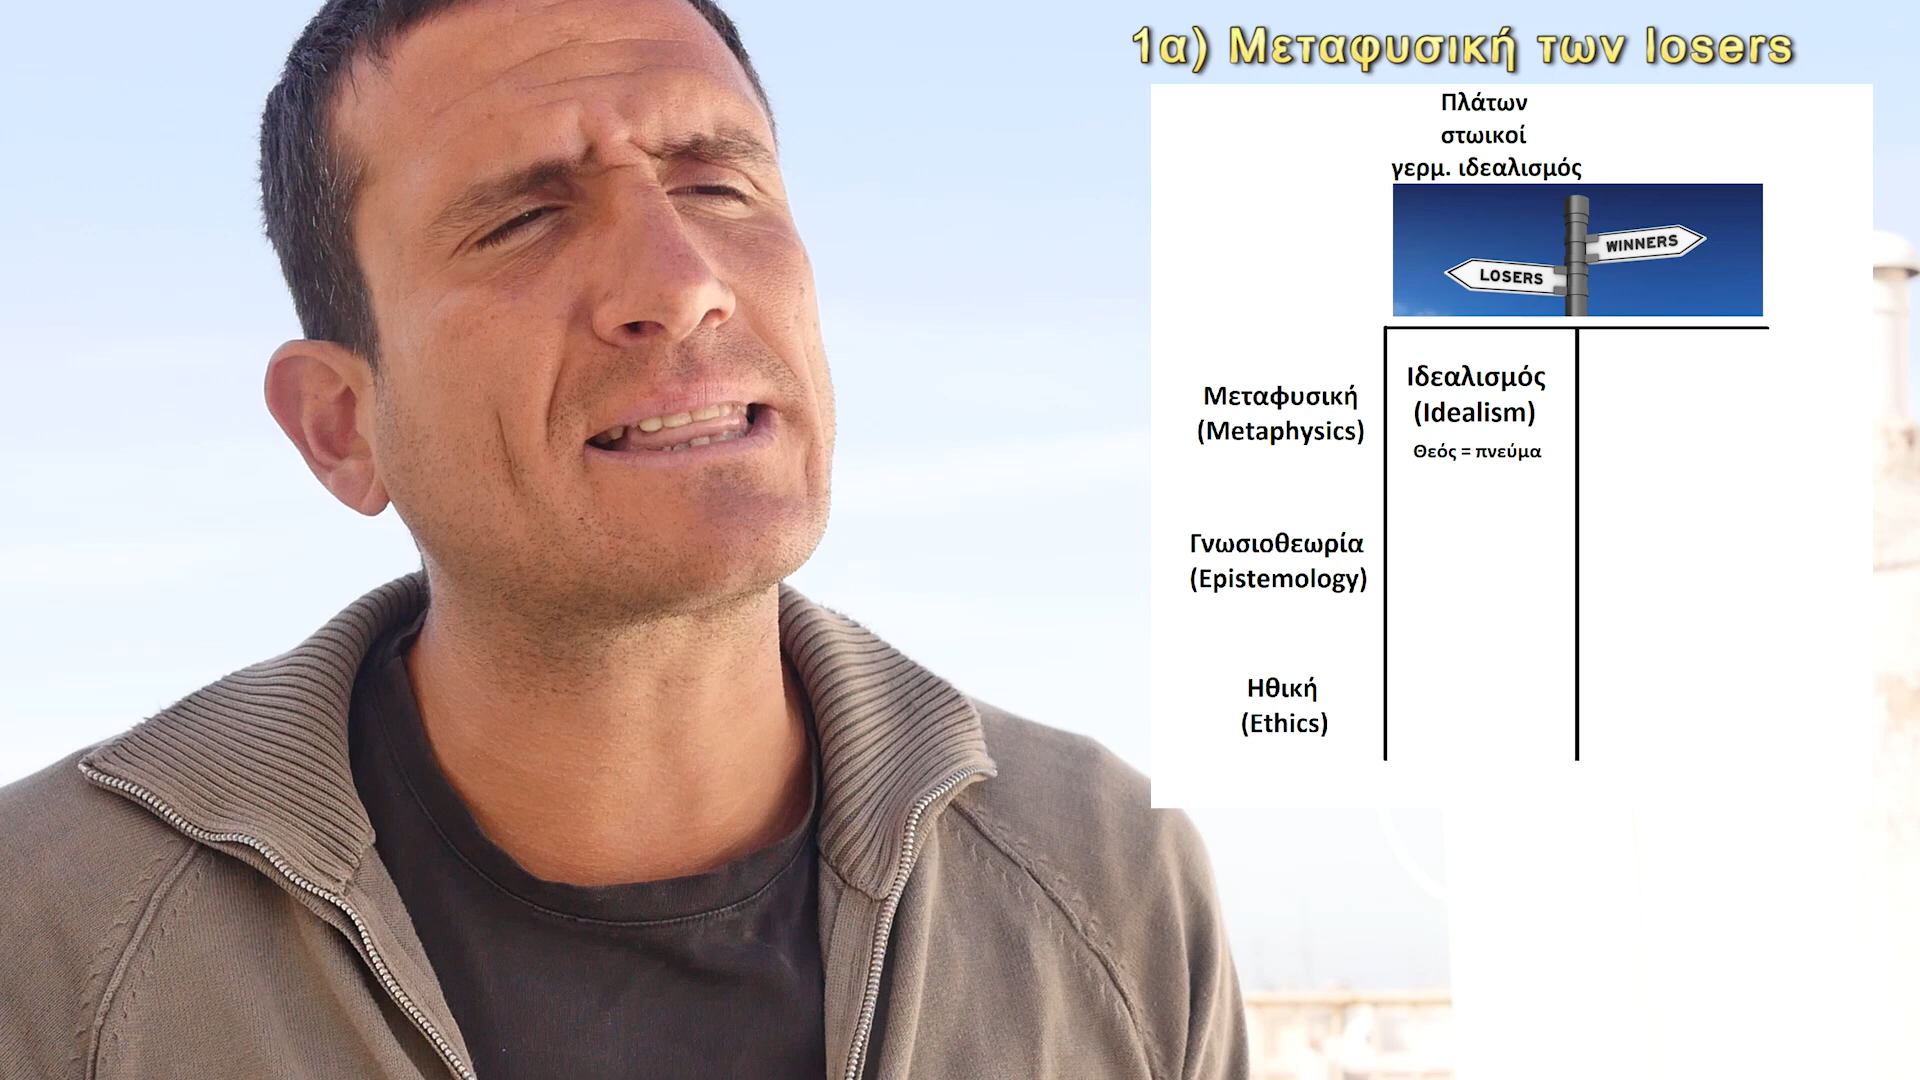 1α) Μεταφυσική των losers
Πλάτων
στωικοί
γερμ. ιδεαλισμός
WINNERS
LOSERS
Μεταφυσική
(Metaphysics)
Ιδεαλισμός
(Idealism)
Θεός = πνεύμα
Γνωσιοθεωρία
(Epistemology)
Ηθική
(Ethics)